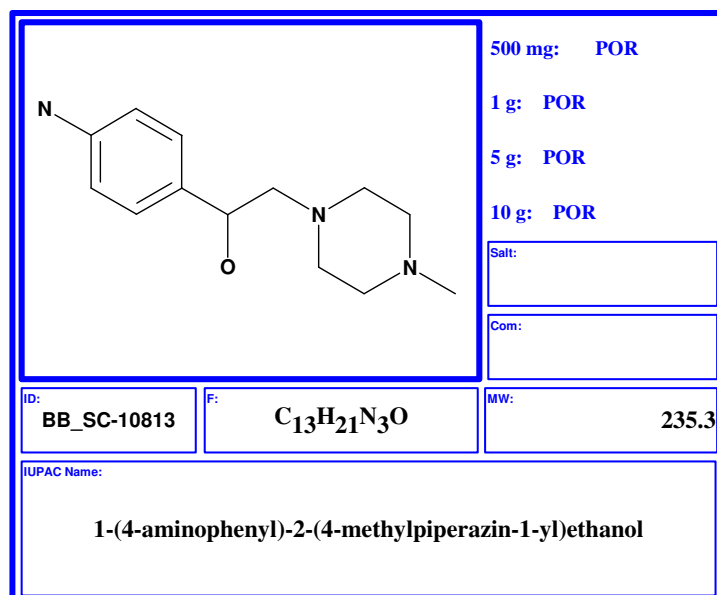 500 mg: POR
1 g: POR
5 g: POR
10 g: POR
N
N
N
O
Salt:
Com:
ID:
BB_SC-10813
F:
C13H21N3O
MW:
235.3
IUPAC Name:
1-(4-aminophenyl)-2-(4-methylpiperazin-1-yl)ethanol